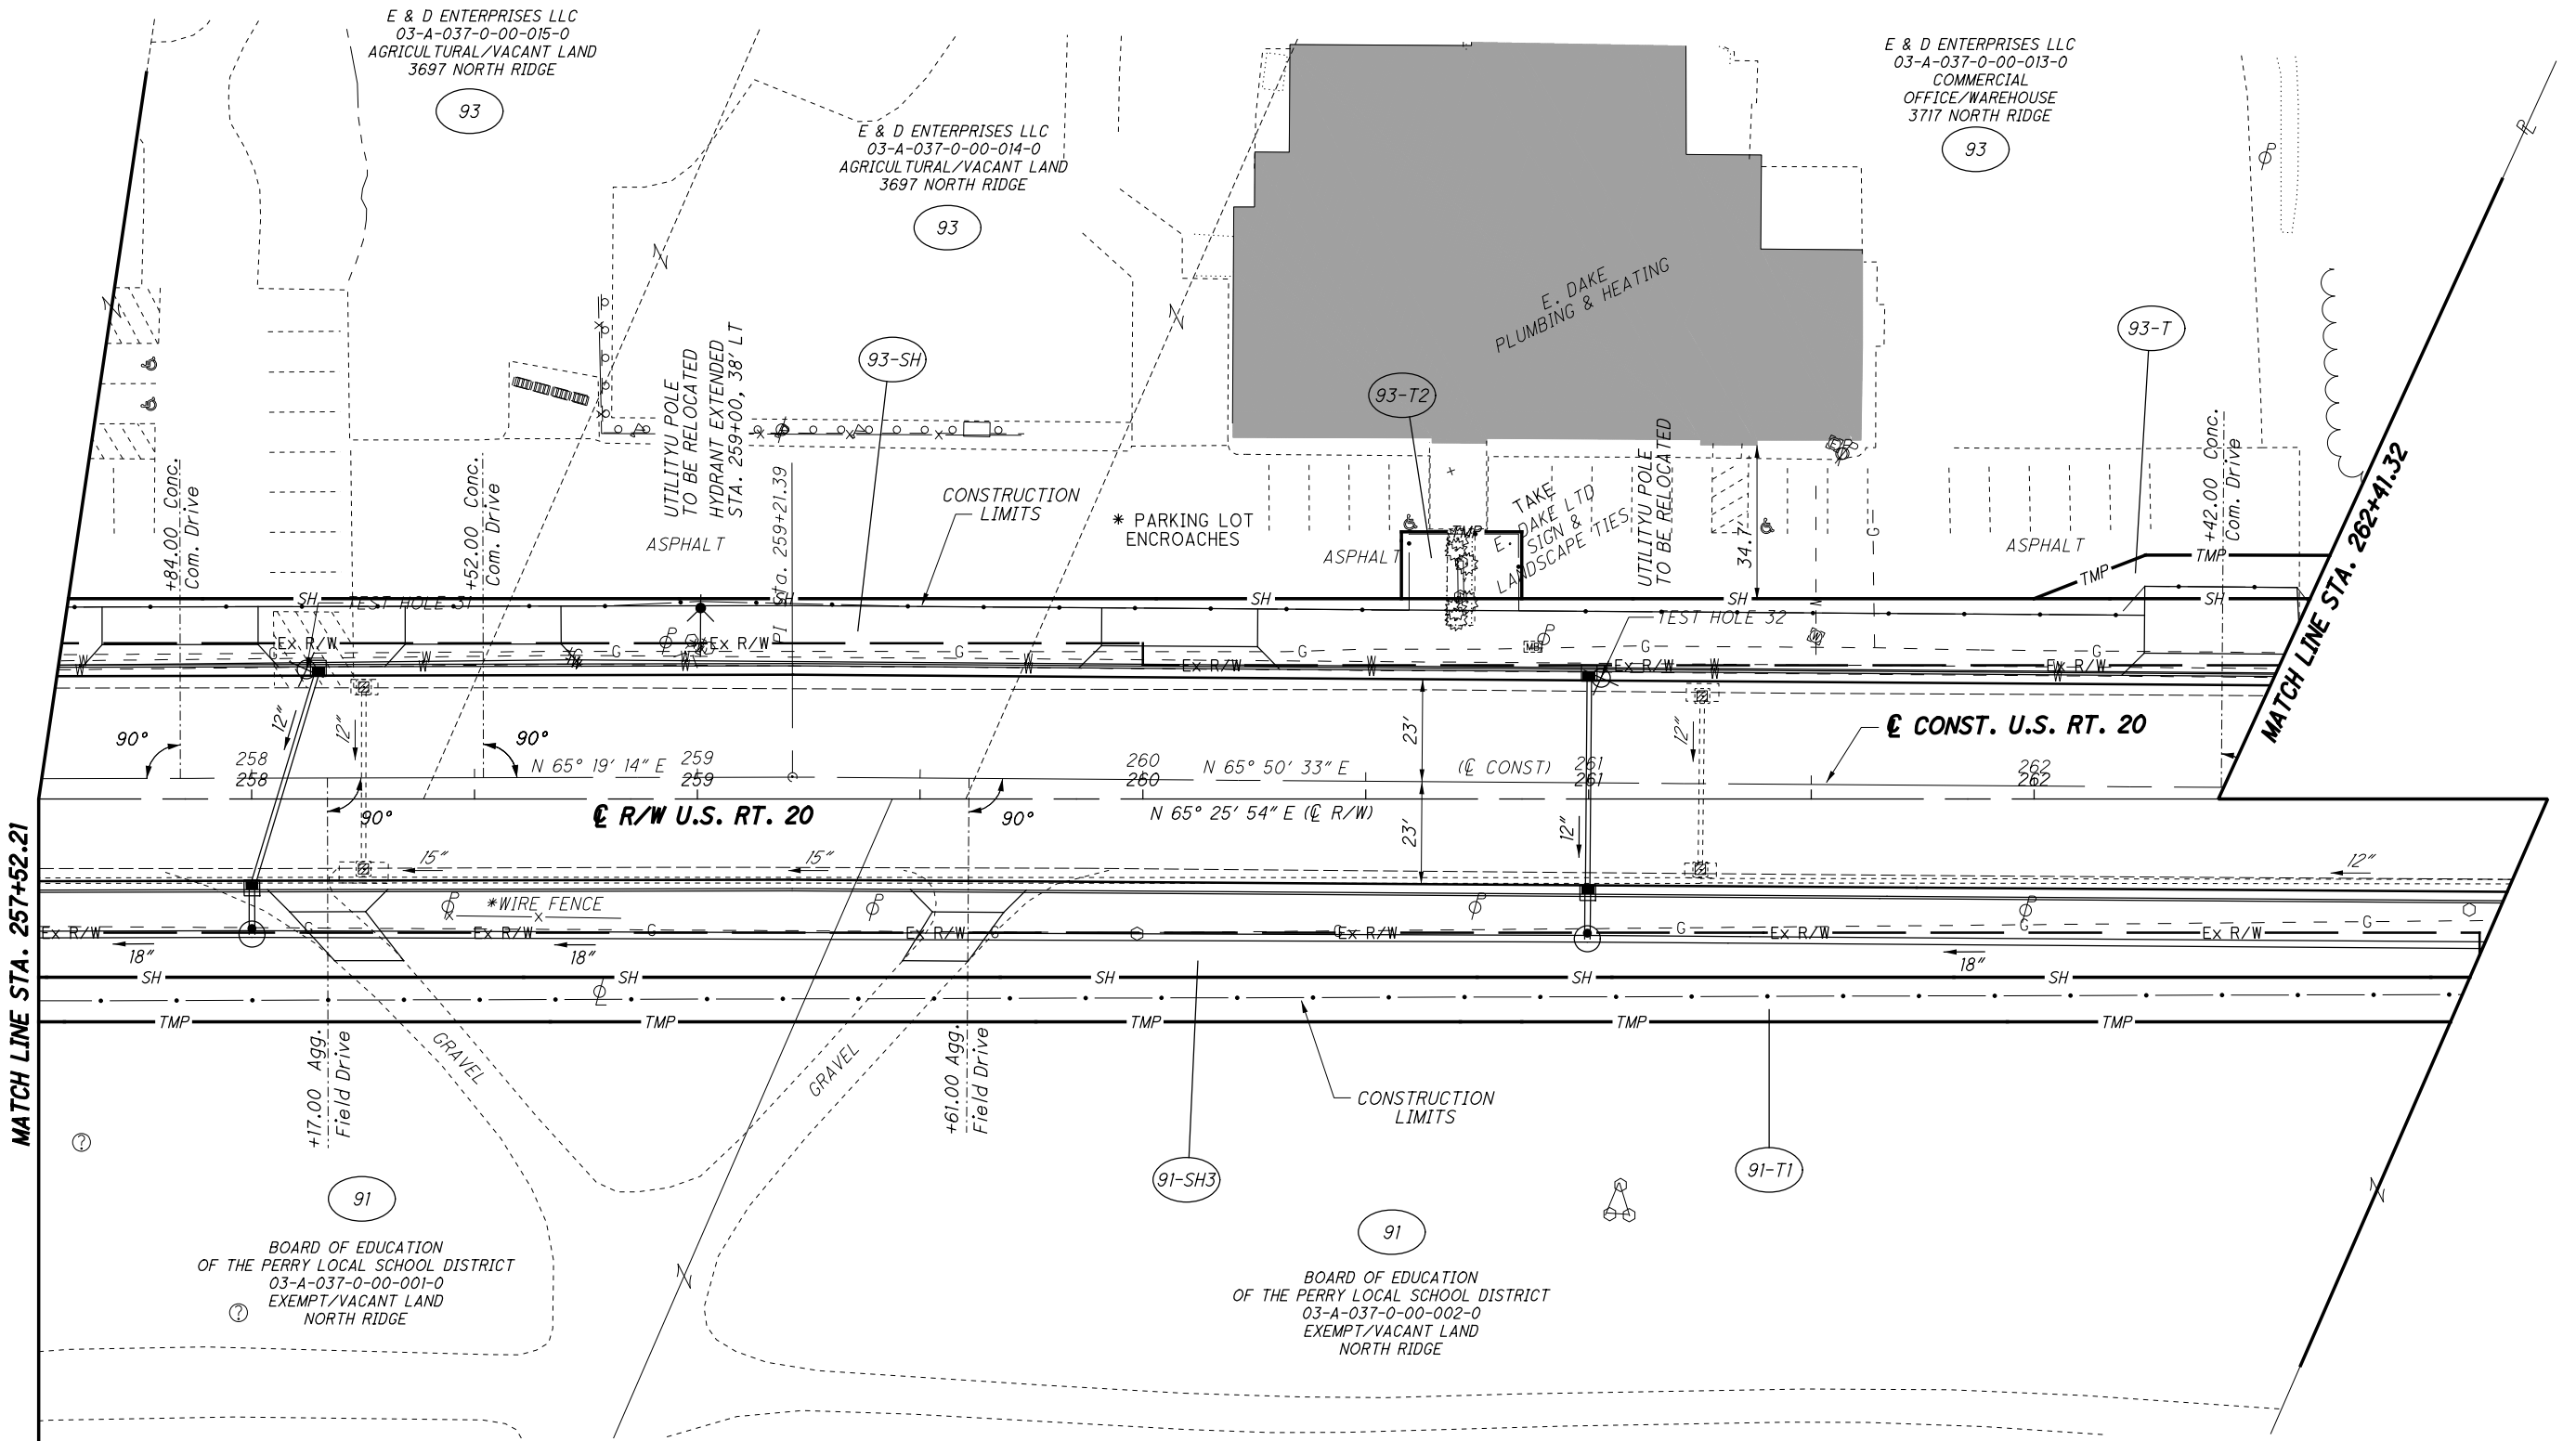 E & D ENTERPRISES LLC
03-A-037-0-00-015-0
AGRICULTURAL/VACANT LAND
3697 NORTH RIDGE
93
E & D ENTERPRISES LLC
03-A-037-0-00-014-0
AGRICULTURAL/VACANT LAND
3697 NORTH RIDGE
93
E & D ENTERPRISES LLC
03-A-037-0-00-013-0
COMMERCIAL
OFFICE/WAREHOUSE
3717 NORTH RIDGE
93
PL
P
E. DAKE
PLUMBING & HEATING
93-SH
93-T2
93-T
UTILITYU POLE
TO BE RELOCATED
HYDRANT EXTENDED
STA. 259+00, 38' LT
PI Sta. 259+21.39
CONSTRUCTION
LIMITS
* PARKING LOT
ENCROACHES
ASPHALT
ASPHALT
ASPHALT
TAKE
E. DAKE LTD
SIGN &
LANDSCAPE TIES
UTILITYU POLE
TO BE RELOCATED
34.7'
+84.00 Conc.
Com. Drive
+52.00 Conc.
Com. Drive
+42.00 Conc.
Com. Drive
MATCH LINE STA. 262+41.32
TMP
TMP
TMP
SH
SH
SH
SH
SH
TEST HOLE 31
TEST HOLE 32
Ex R/W
Ex R/W
Ex R/W
Ex R/W
Ex R/W
G
G
G
G
G
G
W
W
W
W
W
W
W
MB
12"
12"
12"
12"
90°
90°
90°
90°
23'
23'
258
258
259
259
260
260
261
261
262
262
N 65° 19' 14" E
N 65° 50' 33" E
(℄ CONST)
℄ CONST. U.S. RT. 20
℄ R/W U.S. RT. 20
N 65° 25' 54" E (℄ R/W)
15"
15"
12"
*WIRE FENCE
Ex R/W
Ex R/W
Ex R/W
Ex R/W
Ex R/W
Ex R/W
G
G
G
G
G
G
G
18"
18"
18"
SH
SH
SH
SH
SH
TMP
TMP
TMP
TMP
TMP
MATCH LINE STA. 257+52.21
+17.00 Agg.
Field Drive
+61.00 Agg.
Field Drive
GRAVEL
GRAVEL
CONSTRUCTION
LIMITS
91-SH3
91-T1
?
91
BOARD OF EDUCATION
OF THE PERRY LOCAL SCHOOL DISTRICT
03-A-037-0-00-001-0
EXEMPT/VACANT LAND
NORTH RIDGE
?
91
BOARD OF EDUCATION
OF THE PERRY LOCAL SCHOOL DISTRICT
03-A-037-0-00-002-0
EXEMPT/VACANT LAND
NORTH RIDGE